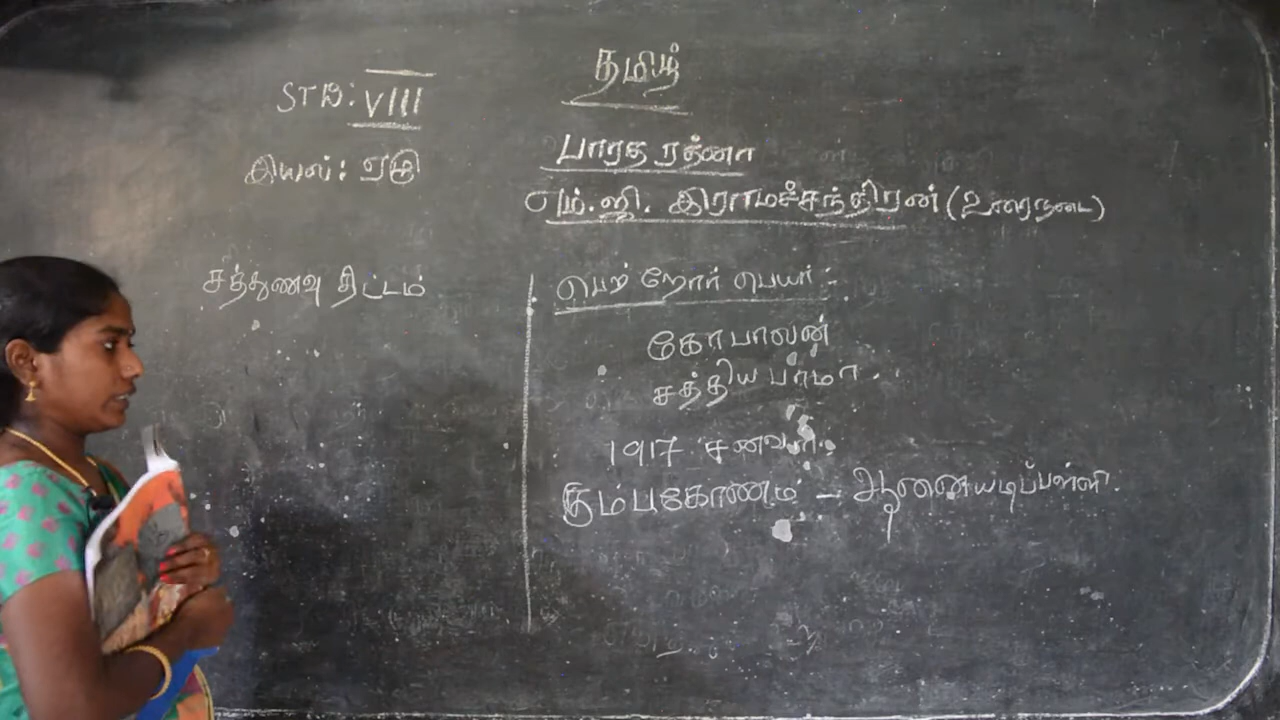 தமிழ்
STD: VIII
பாரத ரத்னா
இயல்: ஏழு
எம்.ஜி. இராமச்சந்திரன் (உரைநடை)
சத்துணவு திட்டம்
பெற்றோர் பெயர் :-
கோபாலன்
சத்திய பாமா .
1917 சனவரி.
கும்பகோணம் – ஆனையடிப்பள்ளி.